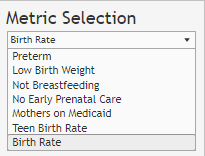 Metric Selection
Birth Rate
Preterm
Low Birth Weight
Not Breastfeeding
No Early Prenatal Care
Mothers on Medicaid
Teen Birth Rate
Birth Rate